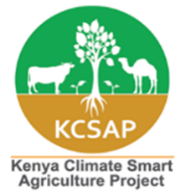 KCSAP
Kenya Climate Smart
Agriculture Project